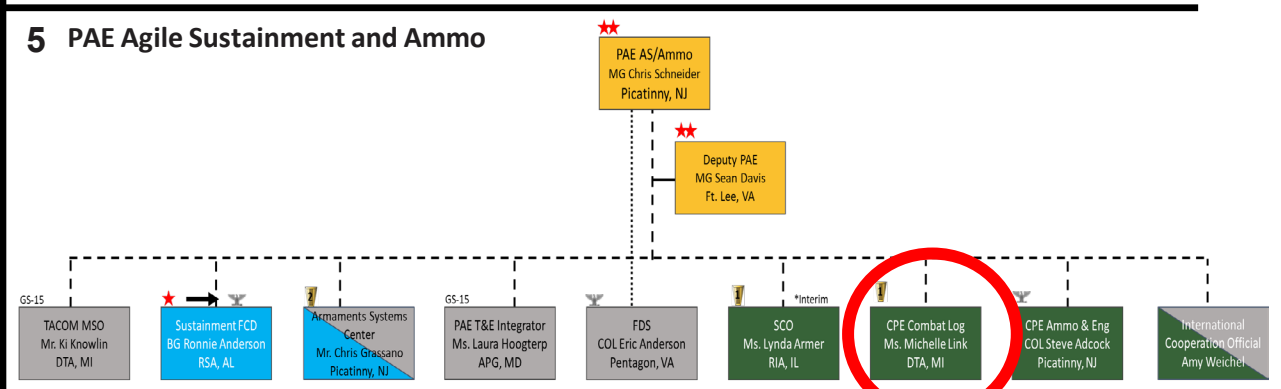 5 PAE Agile Sustainment and Ammo
PAE AS/Ammo
MG Chris Schneider
Picatinny, NJ
Deputy PAE
MG Sean Davis
Ft. Lee, VA
GS-15
TACOM MSO
Mr. Ki Knowlin
DTA, MI
Sustainment FCD
BG Ronnie Anderson
RSA, AL
2
Armaments Systems
Center
Mr. Chris Grassano
Picatinny, NJ
GS-15
PAE T&E Integrator
Ms. Laura Hoogterp
APG, MD
FDS
COL Eric Anderson
Pentagon, VA
1
*Interim
SCO
Ms. Lynda Armer
RIA, IL
1
CPE Combat Log
Ms. Michelle Link
DTA, MI
CPE Ammo & Eng
COL Steve Adcock
Picatinny, NJ
International
Cooperation Official
Amy Weichel